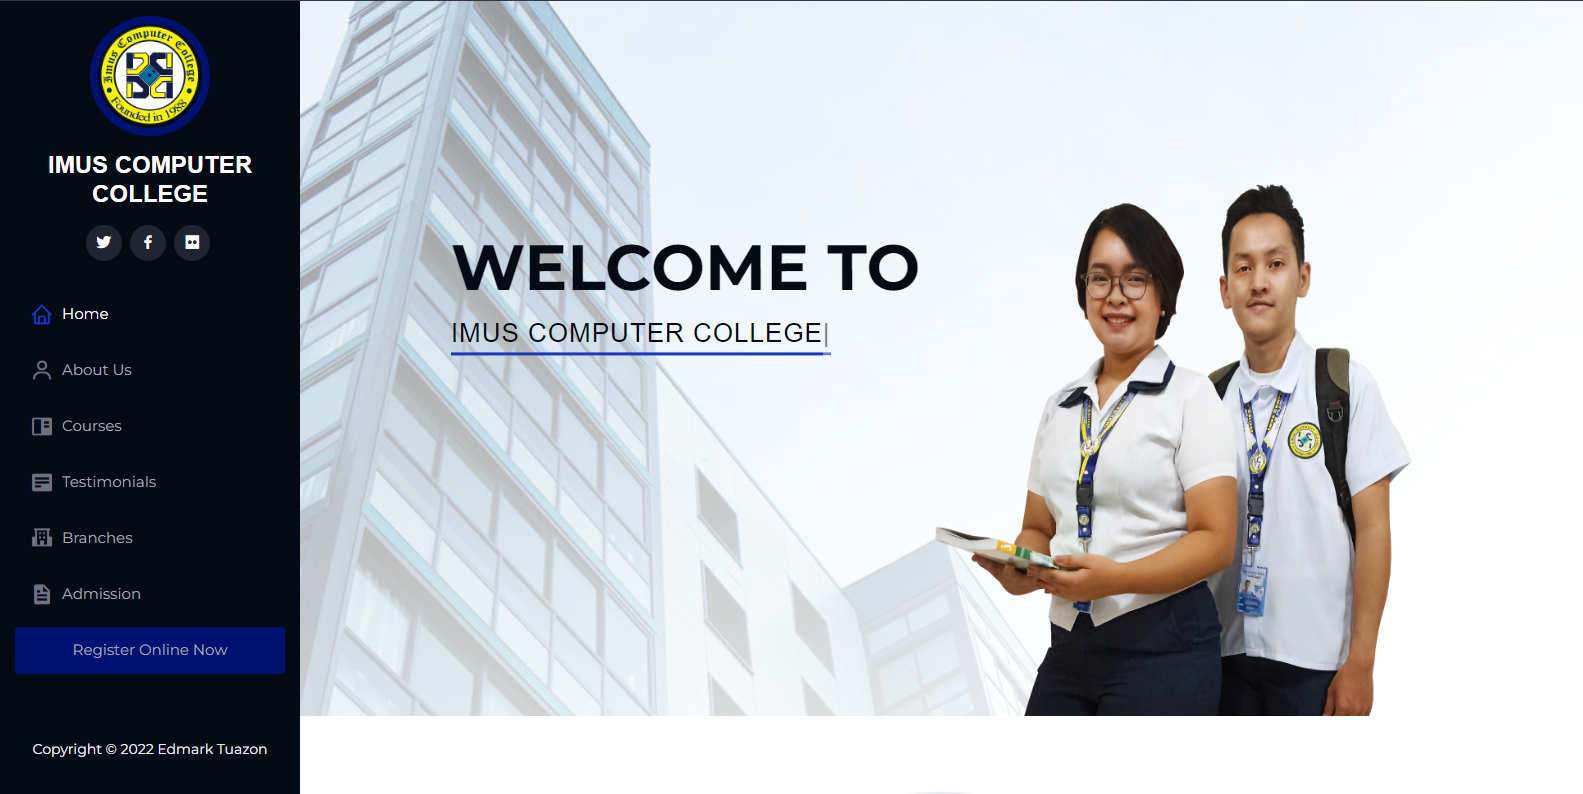 Imus Computer College
Founded in 1988
IMUS COMPUTER
COLLEGE
Home
About Us
Courses
Testimonials
Branches
Admission
Register Online Now
Copyright © 2022 Edmark Tuazon
WELCOME TO
IMUS COMPUTER COLLEGE|